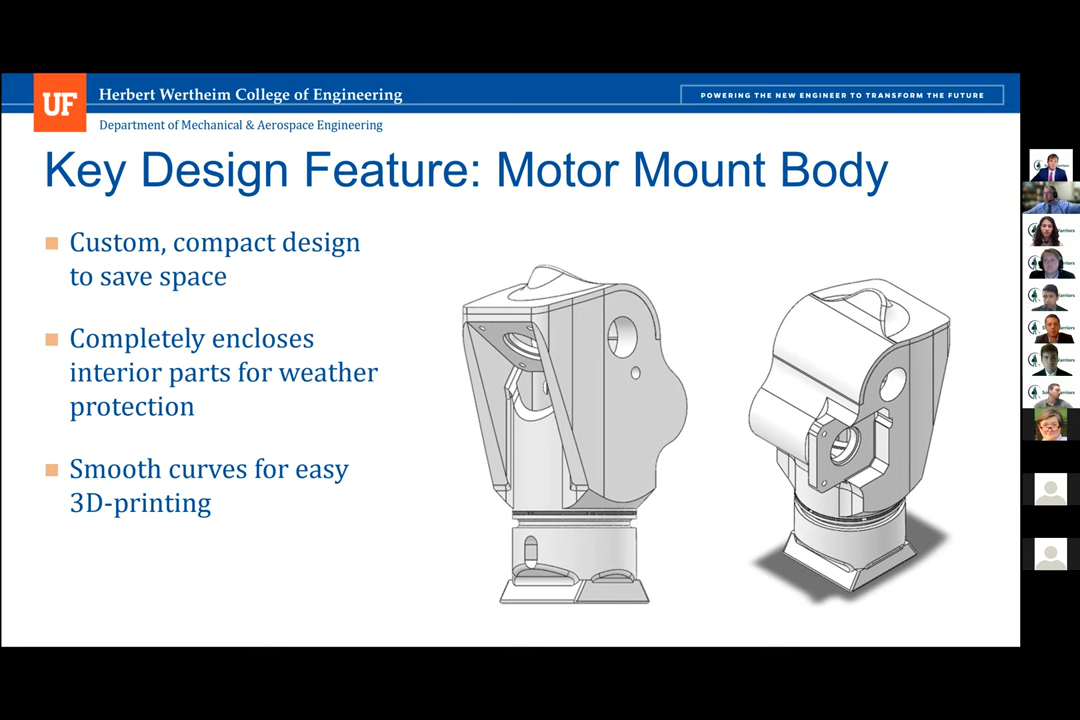 UF
Herbert Wertheim College of Engineering
POWERING THE NEW ENGINEER TO TRANSFORM THE FUTURE
Department of Mechanical & Aerospace Engineering
Key Design Feature: Motor Mount Body
Custom, compact design
to save space
Completely encloses
interior parts for weather
protection
Smooth curves for easy
3D-printing